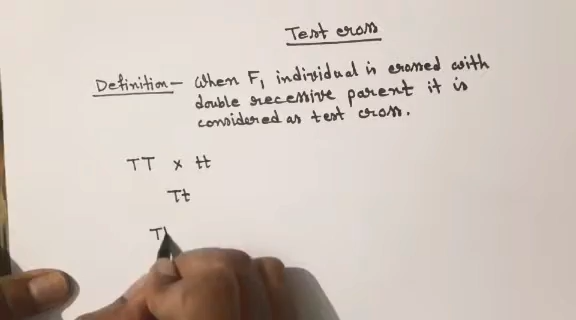 Test cross
Definition - When F1 individual is crossed with
double recessive parent it is
considered as test cross.
TT x tt
Tt
T